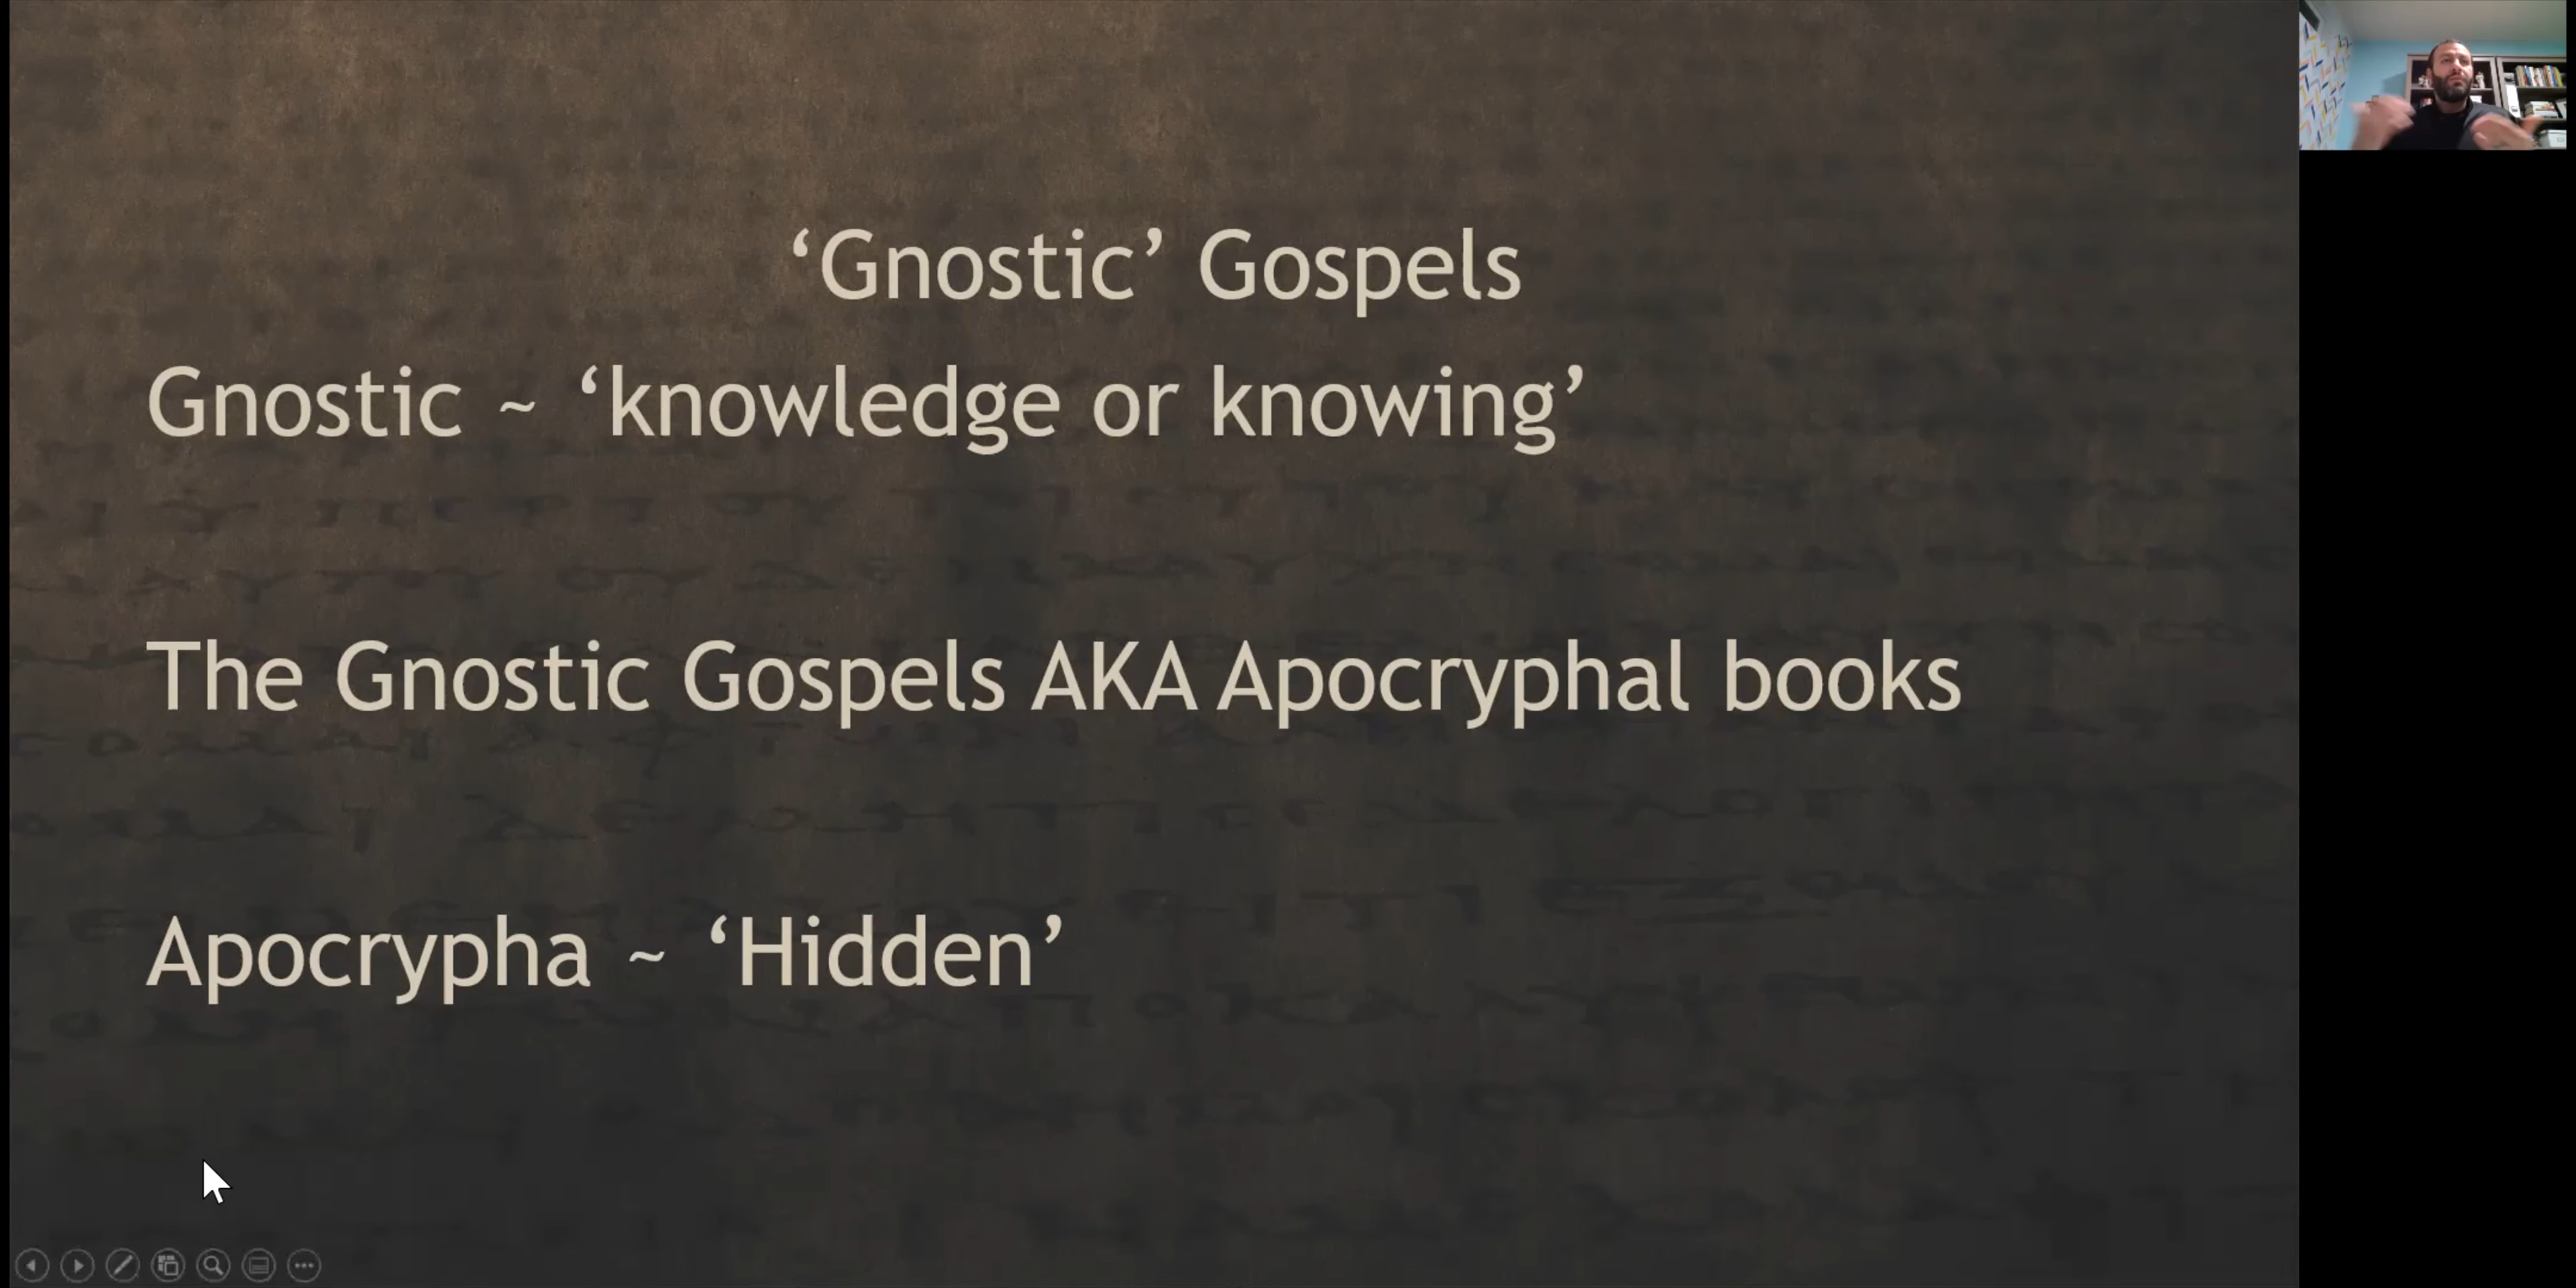 ‘Gnostic’ Gospels
Gnostic ~ ‘knowledge or knowing’
The Gnostic Gospels AKA Apocryphal books
Apocrypha ~ ‘Hidden’